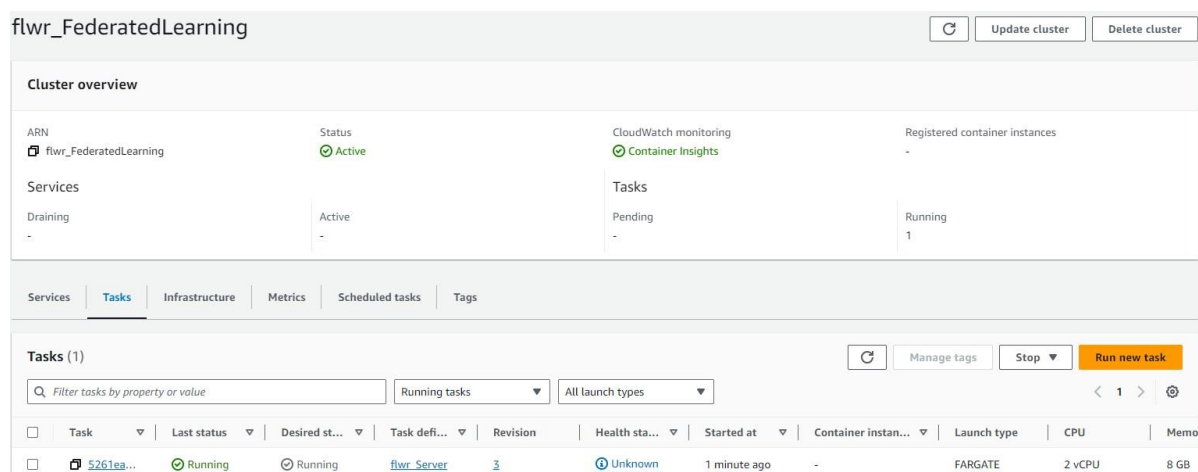 flwr_FederatedLearning
Update cluster Delete cluster
Cluster overview
ARN Status CloudWatch monitoring Registered container instances
flwr_FederatedLearning Active Container Insights -
Services Tasks
Draining Active Pending Running
- - - 1
Services Tasks Infrastructure Metrics Scheduled tasks Tags
Tasks (1) Manage tags Stop Run new task
Filter tasks by property or value Running tasks All launch types 1
Task Last status Desired st... Task defi... Revision Health sta... Started at Container instan... Launch type CPU Memo
5261ea... Running Running flwr_Server 3 Unknown 1 minute ago - FARGATE 2 vCPU 8 GB